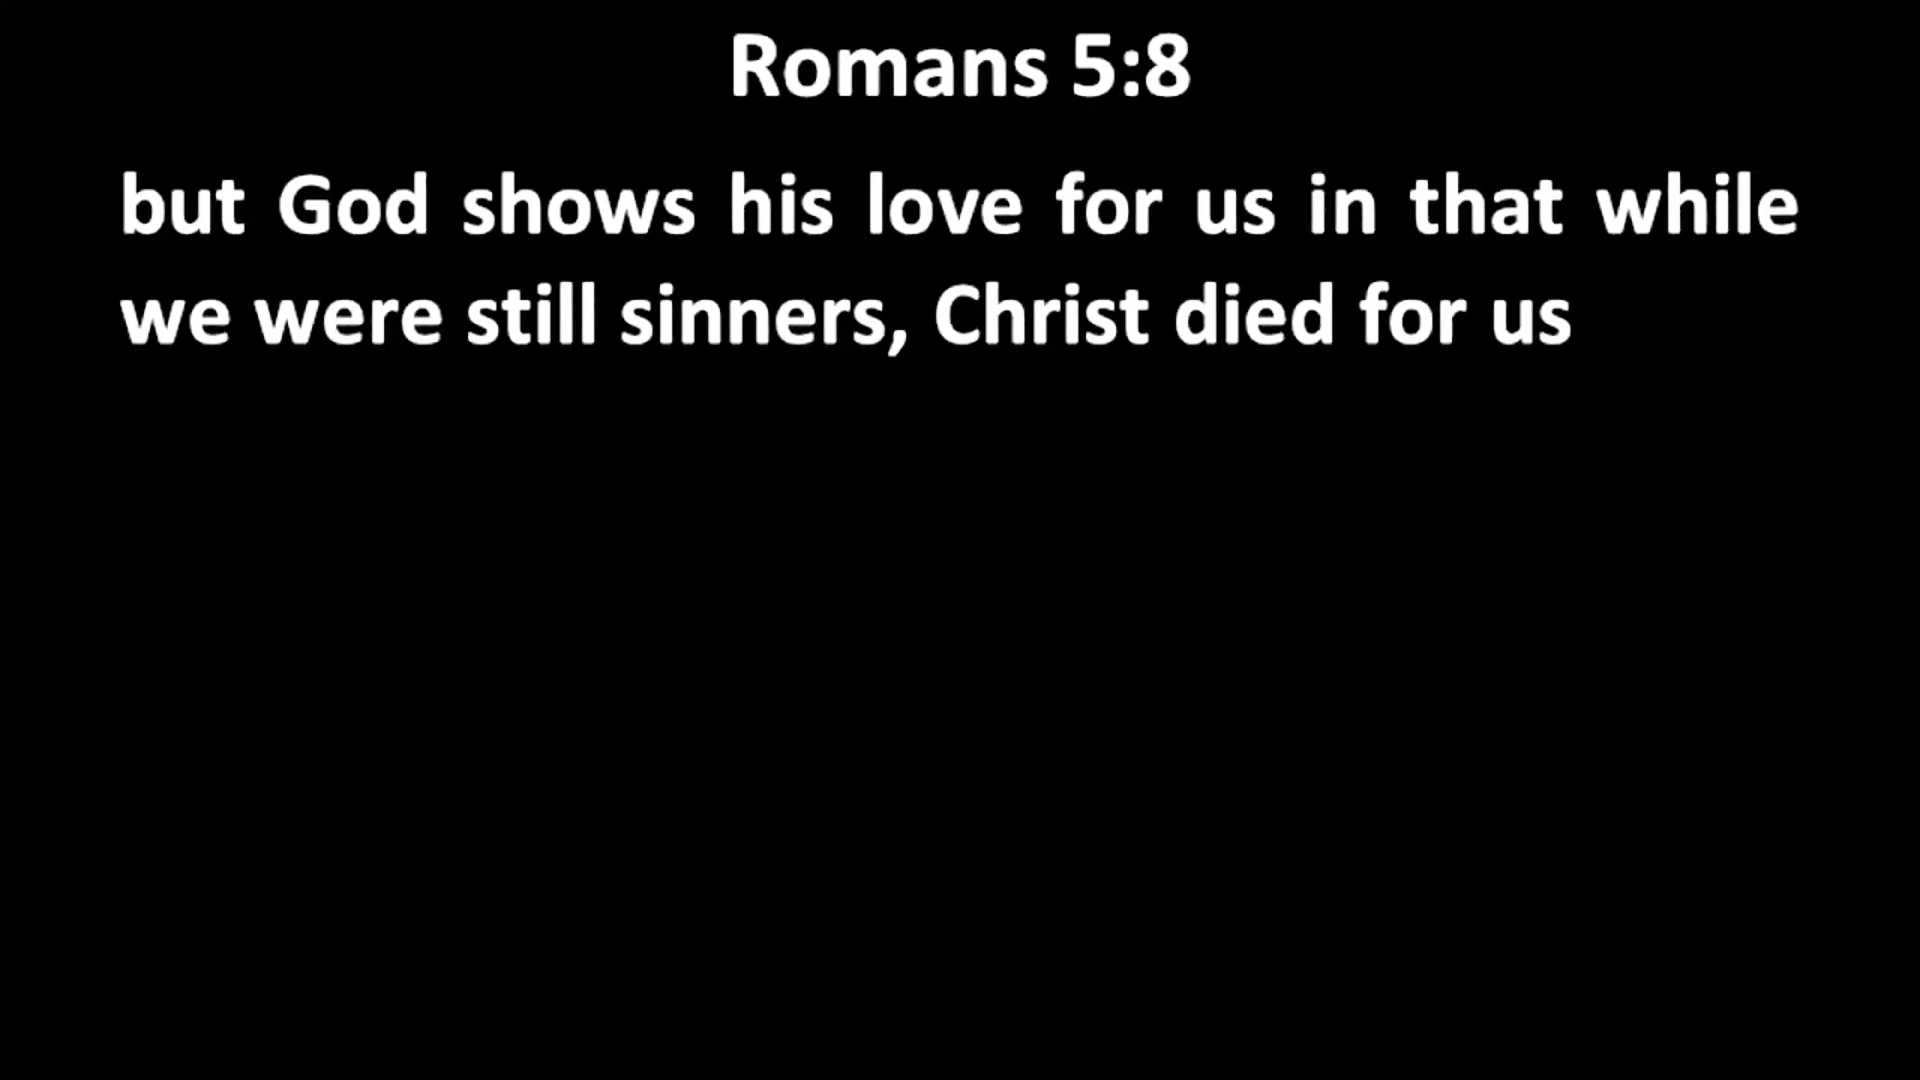 Romans 5:8
but God shows his love for us in that while
we were still sinners, Christ died for us